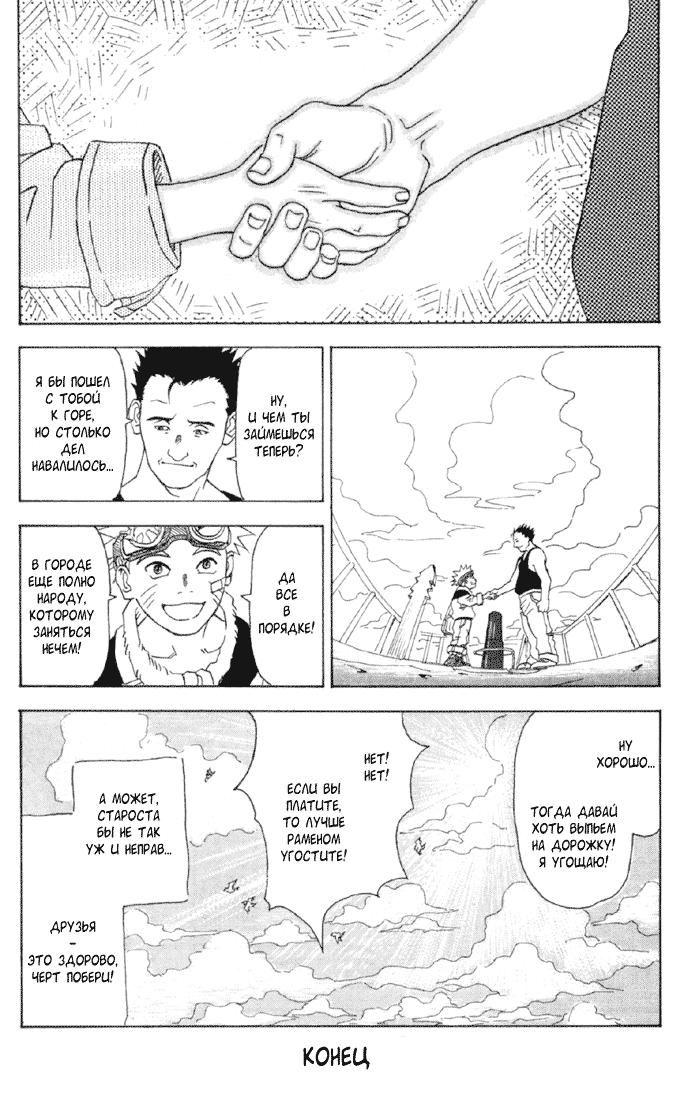 НУ,
И ЧЕМ ТЫ
ЗАЙМЕШЬСЯ
ТЕПЕРЬ?
Я БЫ ПОШЕЛ
С ТОБОЙ
К ГОРЕ,
НО СТОЛЬКО
ДЕЛ
НАВАЛИЛОСЬ...
ДА
ВСЕ
В
ПОРЯДКЕ!
В ГОРОДЕ
ЕЩЕ ПОЛНО
НАРОДУ,
КОТОРОМУ
ЗАНЯТЬСЯ
НЕЧЕМ!
НУ
ХОРОШО...
ТОГДА ДАВАЙ
ХОТЬ ВЫПЬЕМ
НА ДОРОЖКУ!
Я УГОЩАЮ!
НЕТ!
НЕТ!
ЕСЛИ ВЫ
ПЛАТИТЕ,
ТО ЛУЧШЕ
РАМЕНОМ
УГОСТИТЕ!
А МОЖЕТ,
СТАРОСТА
БЫ НЕ ТАК
УЖ И НЕПРАВ...
ДРУЗЬЯ
–
ЭТО ЗДОРОВО,
ЧЕРТ ПОБЕРИ!
КОНЕЦ